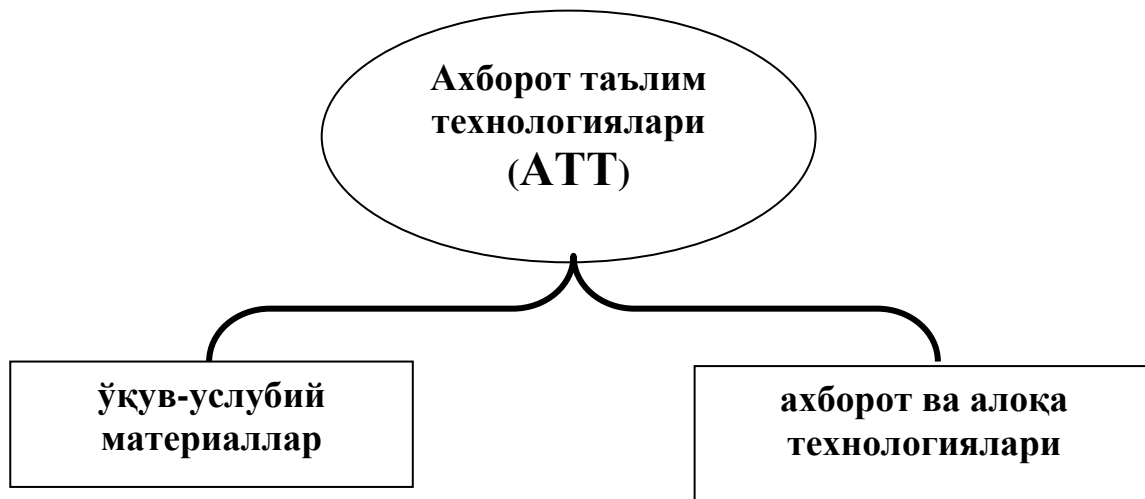 Ахборот таълим
технологиялари
(АТТ)
ўқув-услубий
материаллар
ахборот ва алоқа
технологиялари